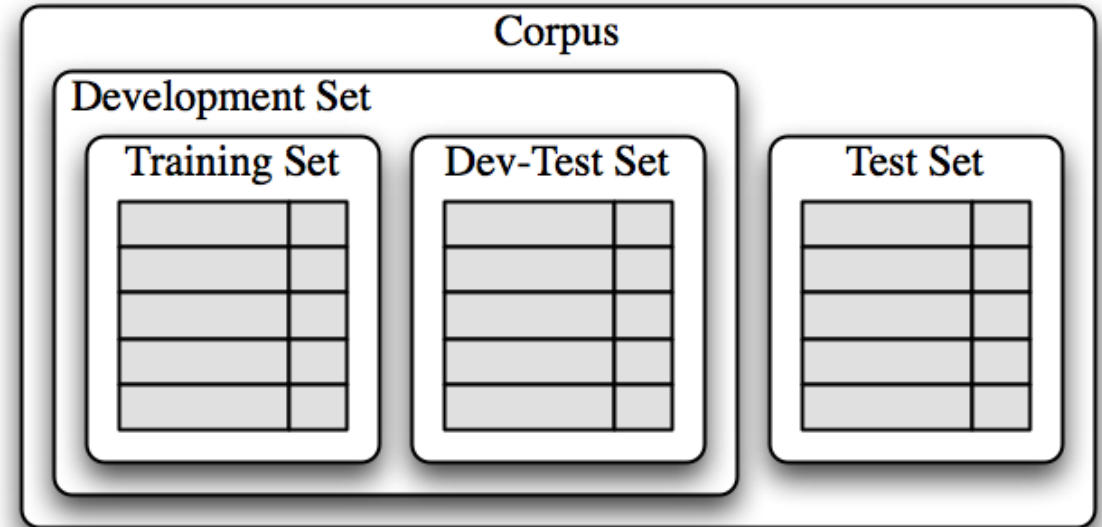 Corpus
Development Set
Training Set
Dev-Test Set
Test Set